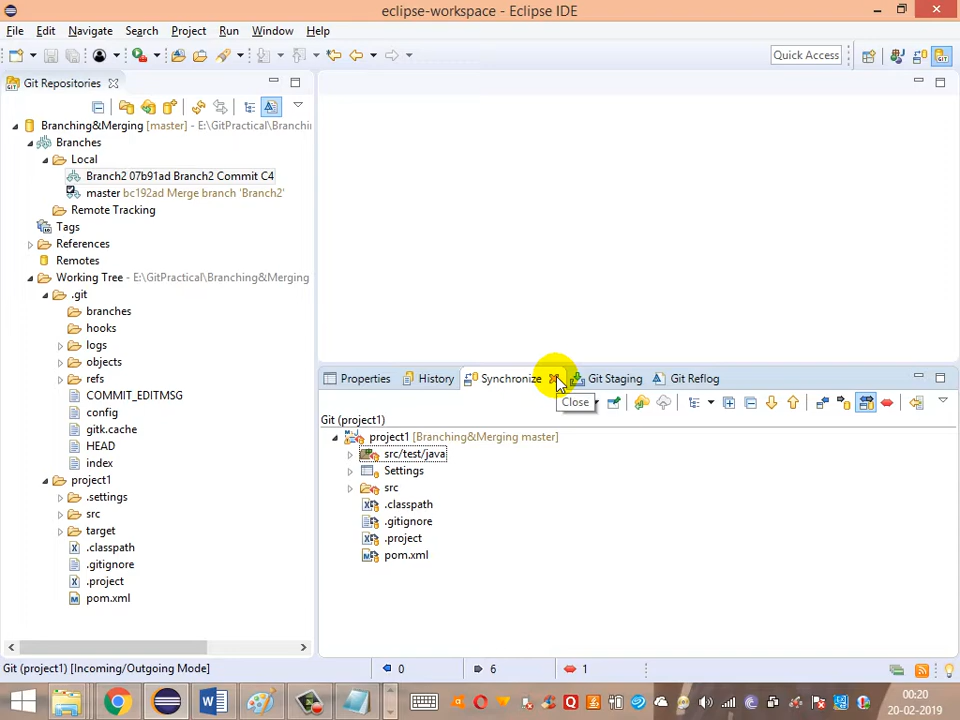 eclipse-workspace - Eclipse IDE
File Edit Navigate Search Project Run Window Help
Quick Access
Git Repositories
Branching&Merging [master] - E:\GitPractical\Branchi
Branches
Local
Branch2 07b91ad Branch2 Commit C4
master bc192ad Merge branch 'Branch2'
Remote Tracking
Tags
References
Remotes
Working Tree - E:\GitPractical\Branching&Merging
.git
branches
hooks
logs
objects
refs
COMMIT_EDITMSG
config
gitk.cache
HEAD
index
project1
.settings
src
target
.classpath
.gitignore
.project
pom.xml
Properties History Synchronize Git Staging Git Reflog
Close
Git (project1)
project1 [Branching&Merging master]
src/test/java
Settings
src
.classpath
.gitignore
.project
pom.xml
Git (project1) [Incoming/Outgoing Mode] 0 6 1
00:20
20-02-2019